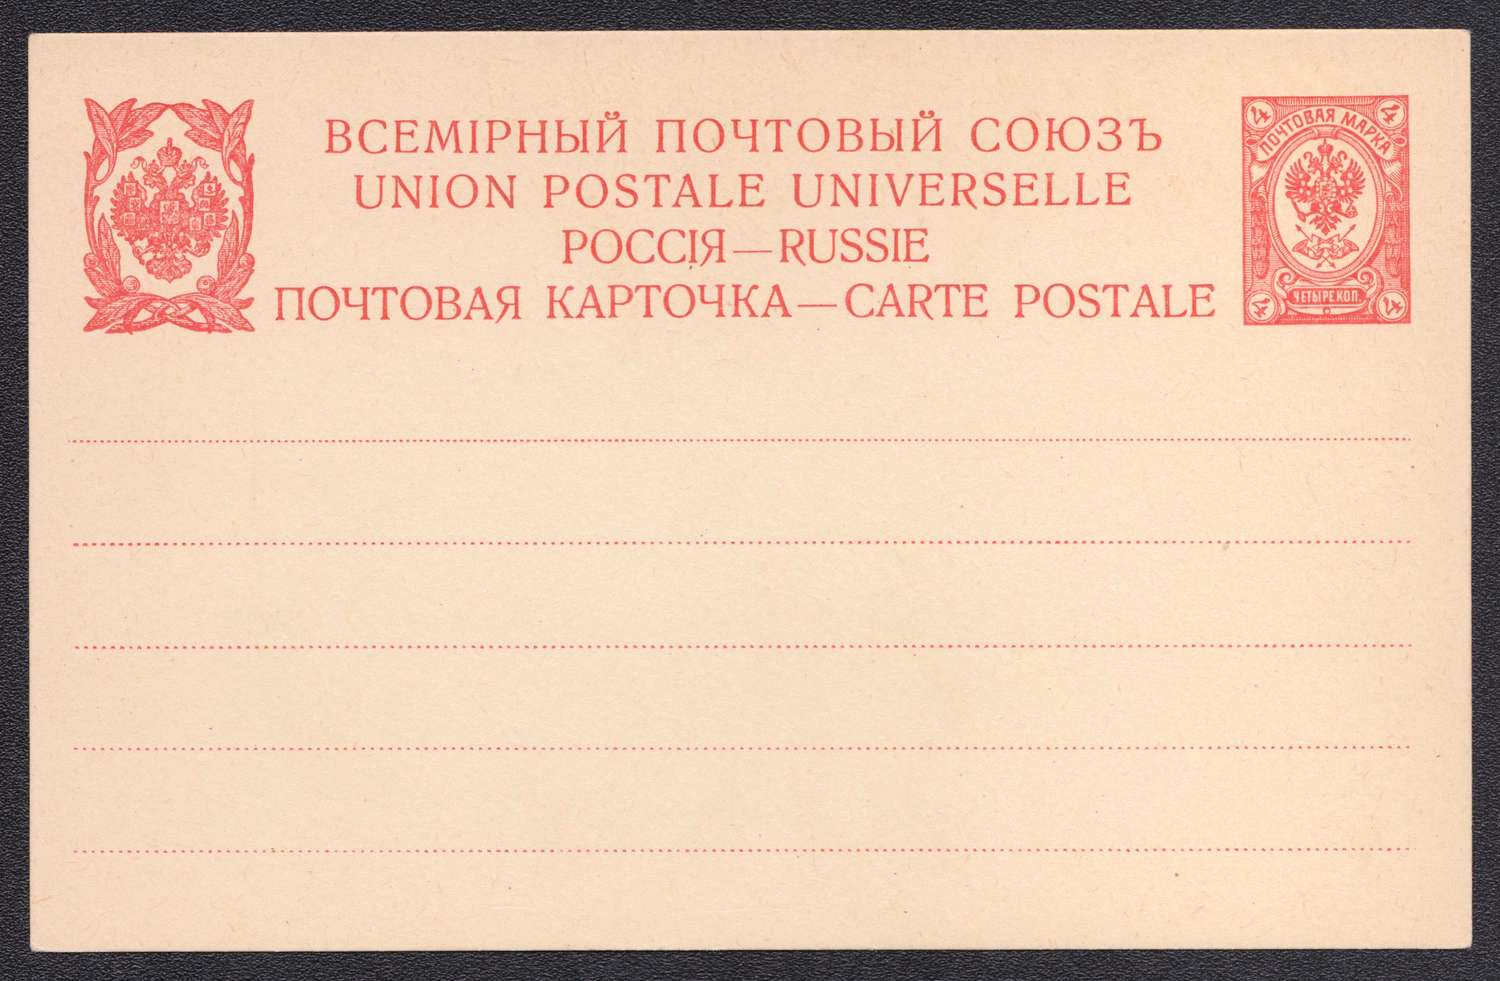 ВСЕМІРНЫЙ ПОЧТОВЫЙ СОЮЗЪ
UNION POSTALE UNIVERSELLE
РОССІЯ — RUSSIE
ПОЧТОВАЯ КАРТОЧКА — CARTE POSTALE
4 4
ПОЧТОВАЯ МАРКА
ЧЕТЫРЕ КОП.
4 4